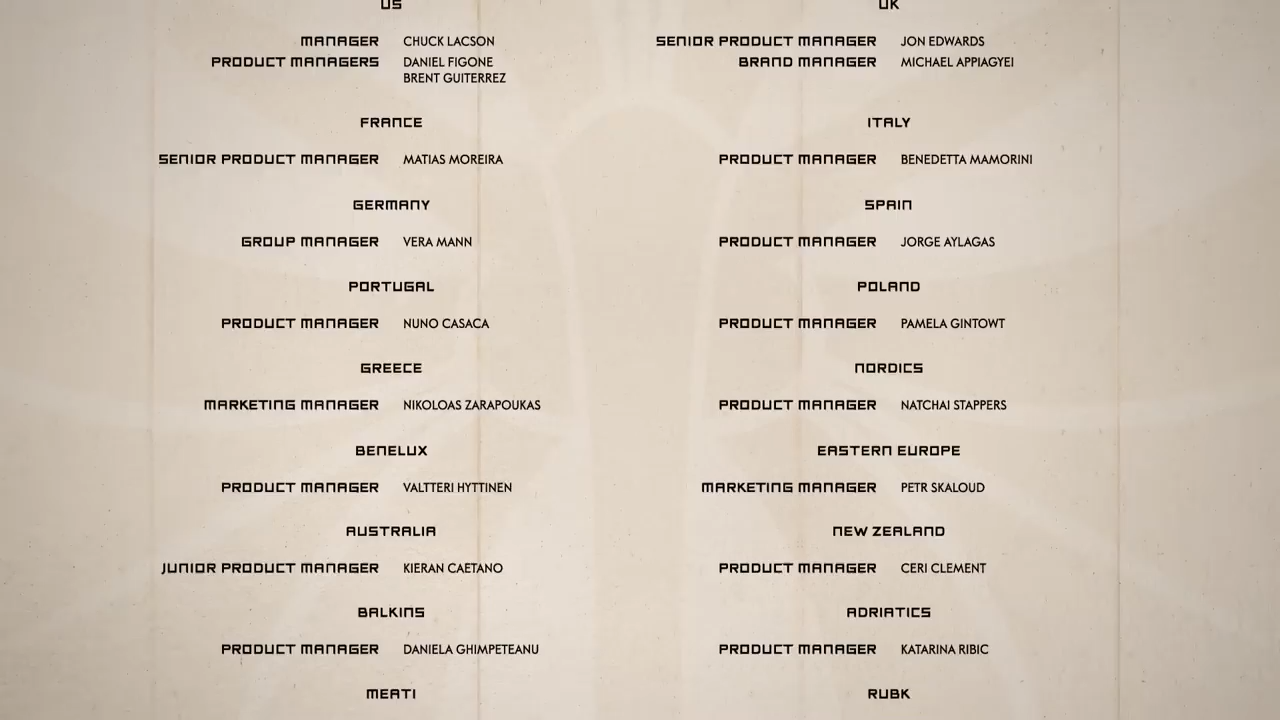 US
MANAGER CHUCK LACSON
PRODUCT MANAGERS DANIEL FIGONE
BRENT GUITERREZ
UK
SENIOR PRODUCT MANAGER JON EDWARDS
BRAND MANAGER MICHAEL APPIAGYEI
FRANCE
SENIOR PRODUCT MANAGER MATIAS MOREIRA
ITALY
PRODUCT MANAGER BENEDETTA MAMORINI
GERMANY
GROUP MANAGER VERA MANN
SPAIN
PRODUCT MANAGER JORGE AYLAGAS
PORTUGAL
PRODUCT MANAGER NUNO CASACA
POLAND
PRODUCT MANAGER PAMELA GINTOWT
GREECE
MARKETING MANAGER NIKOLOAS ZARAPOUKAS
NORDICS
PRODUCT MANAGER NATCHAI STAPPERS
BENELUX
PRODUCT MANAGER VALTTERI HYTTINEN
EASTERN EUROPE
MARKETING MANAGER PETR SKALOUD
AUSTRALIA
JUNIOR PRODUCT MANAGER KIERAN CAETANO
NEW ZEALAND
PRODUCT MANAGER CERI CLEMENT
BALKINS
PRODUCT MANAGER DANIELA GHIMPETEANU
ADRIATICS
PRODUCT MANAGER KATARINA RIBIC
MEATI
RUBK